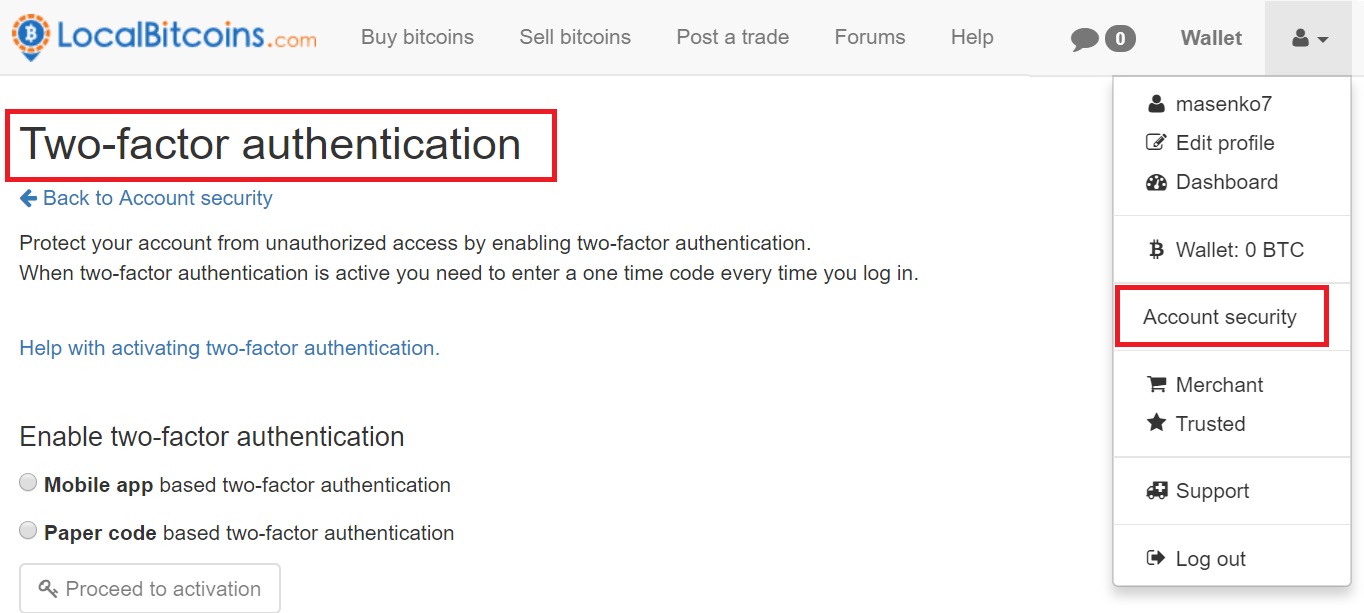 LocalBitcoins.com Buy bitcoins Sell bitcoins Post a trade Forums Help 0 Wallet
Two-factor authentication
Back to Account security
Protect your account from unauthorized access by enabling two-factor authentication.
When two-factor authentication is active you need to enter a one time code every time you log in.
Help with activating two-factor authentication.
Enable two-factor authentication
Mobile app based two-factor authentication
Paper code based two-factor authentication
Proceed to activation
masenko7
Edit profile
Dashboard
Wallet: 0 BTC
Account security
Merchant
Trusted
Support
Log out